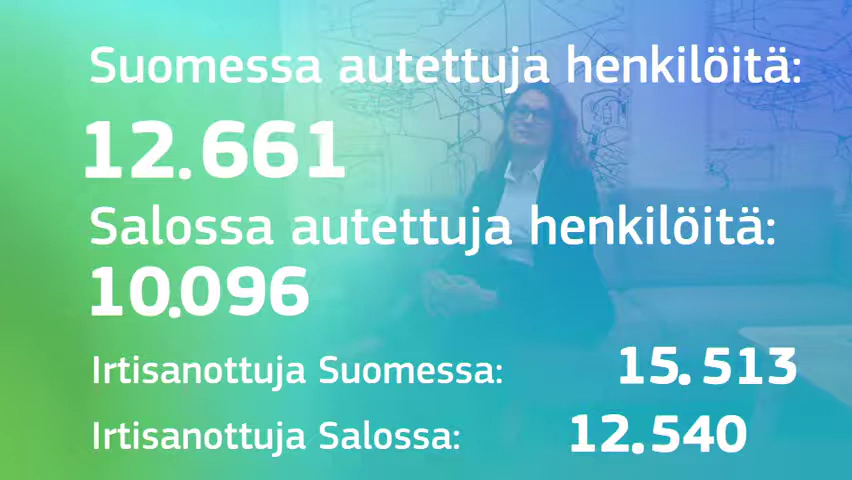 Suomessa autettuja henkilöitä:
12.661
Salossa autettuja henkilöitä:
10.096
Irtisanottuja Suomessa: 15.513
Irtisanottuja Salossa: 12.540